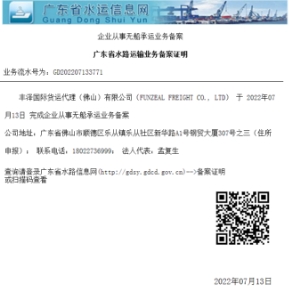 广东省水运信息网
Guang Dong Sheng Shui Yun
企业从事无船承运业务备案
广东省水路运输业务备案证明
业务流水号为：GD202207133771
丰泽国际货运代理（佛山）有限公司（FUNZEAL FREIGHT CO., LTD） 于 2022年07
月13日 完成企业从事无船承运业务备案
公司地址：广东省佛山市顺德区乐从镇乐从社区新华路A1号钢贸大厦307号之三（住所
申报）； 联系电话：18022736999； 法人代表：孟复生
查询请登录广东省水路信息网(http://gdsy.gdcd.gov.cn)-->备案证明
或扫描码查看
2022年07月13日